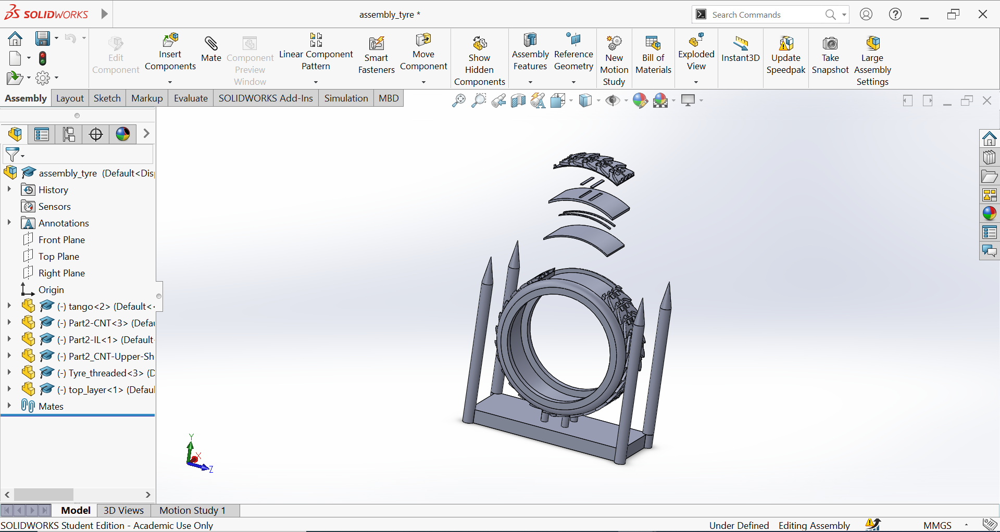 SOLIDWORKS
assembly_tyre *
Search Commands
Edit Component
Insert Components
Mate
Component Preview Window
Linear Component Pattern
Smart Fasteners
Move Component
Show Hidden Components
Assembly Features
Reference Geometry
New Motion Study
Bill of Materials
Exploded View
Instant3D
Update Speedpak
Take Snapshot
Large Assembly Settings
Assembly
Layout
Sketch
Markup
Evaluate
SOLIDWORKS Add-Ins
Simulation
MBD
assembly_tyre (Default<Dis
History
Sensors
Annotations
Front Plane
Top Plane
Right Plane
Origin
(-) tango<2> (Default<
(-) Part2-CNT<3> (Defau
(-) Part2-IL<1> (Default
(-) Part2_CNT-Upper-Sh
(-) Tyre_threaded<3> (D
(-) top_layer<1> (Defaul
Mates
Y
X
Z
Model
3D Views
Motion Study 1
SOLIDWORKS Student Edition - Academic Use Only
Under Defined
Editing Assembly
MMGS